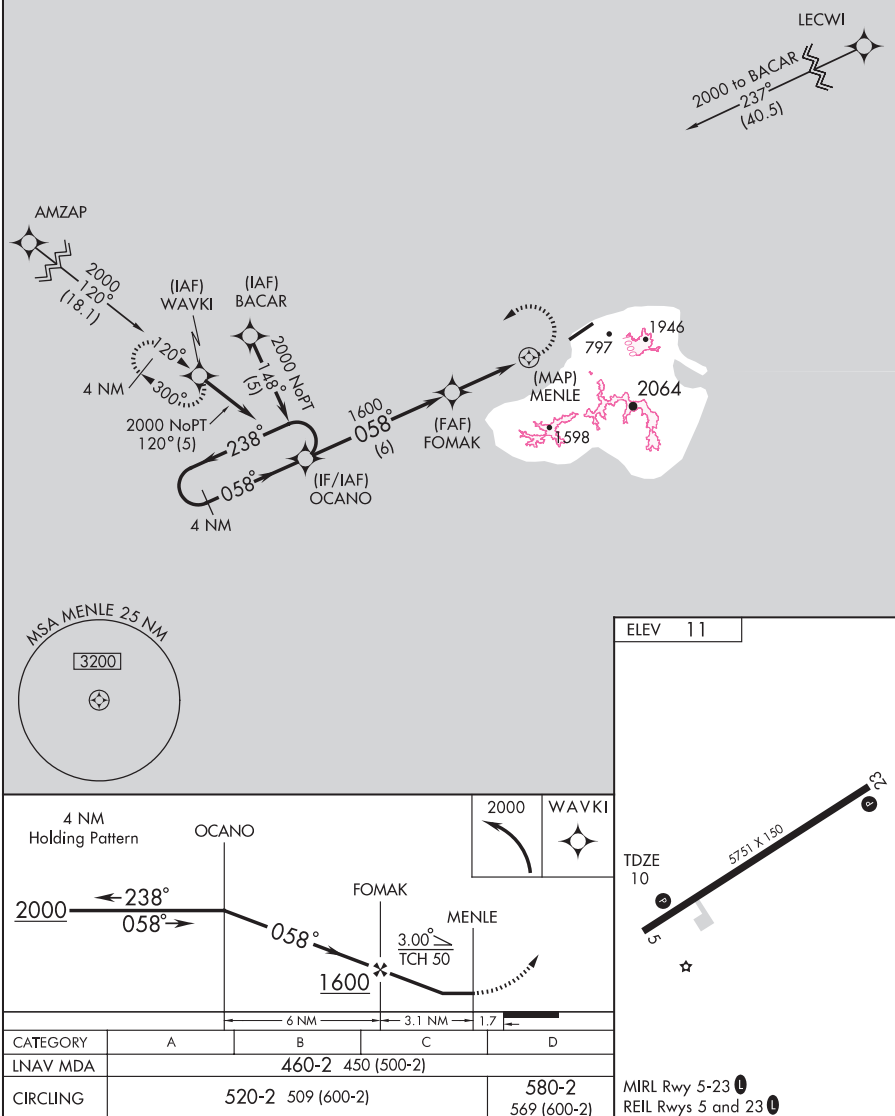 LECWI
2000 to BACAR
237°
(40.5)
AMZAP
2000
120°
(18.1)
(IAF)
WAVKI
(IAF)
BACAR
120°
300°
4 NM
2000 NoPT
148°
(5)
2000 NoPT
120° (5)
238°
058°
4 NM
(IF/IAF)
OCANO
1600
058°
(6)
(FAF)
FOMAK
(MAP)
MENLE
797
1946
2064
1598
MSA MENLE 25 NM
3200
ELEV 11
TDZE
10
5751 X 150
23
5
P
P
MIRL Rwy 5-23 L
REIL Rwys 5 and 23 L
4 NM
Holding Pattern
OCANO
2000
WAVKI
2000
238°
058°
058°
FOMAK
1600
3.00°
TCH 50
MENLE
6 NM
3.1 NM
1.7
CATEGORY A B C D
LNAV MDA 460-2 450 (500-2)
CIRCLING 520-2 509 (600-2) 580-2
569 (600-2)